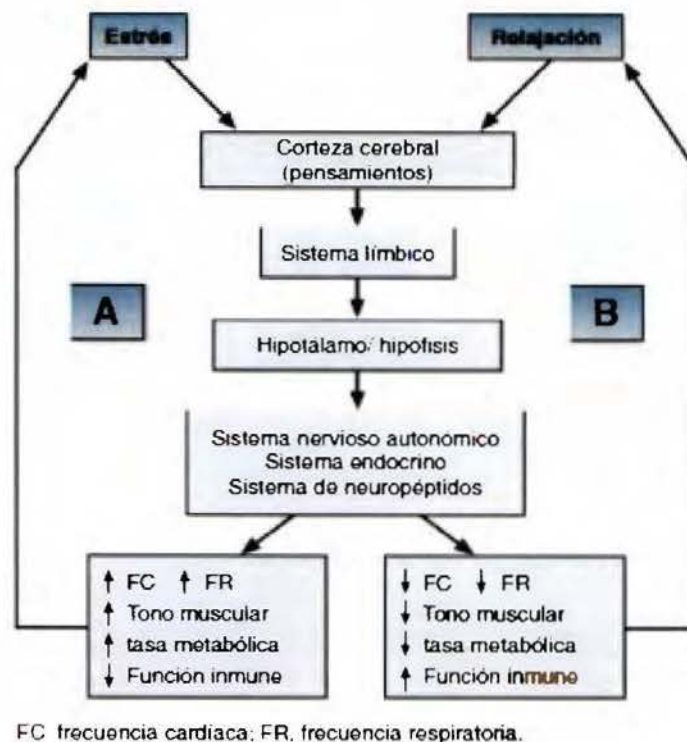 Estrés
Relajación
Corteza cerebral
(pensamientos)
Sistema límbico
A
B
Hipotálamo/ hipófisis
Sistema nervioso autonómico
Sistema endocrino
Sistema de neuropéptidos
↑ FC ↑ FR
↑ Tono muscular
↑ tasa metabólica
↓ Función inmune
↓ FC ↓ FR
↓ Tono muscular
↓ tasa metabólica
↑ Función inmune
FC frecuencia cardíaca; FR, frecuencia respiratoria.